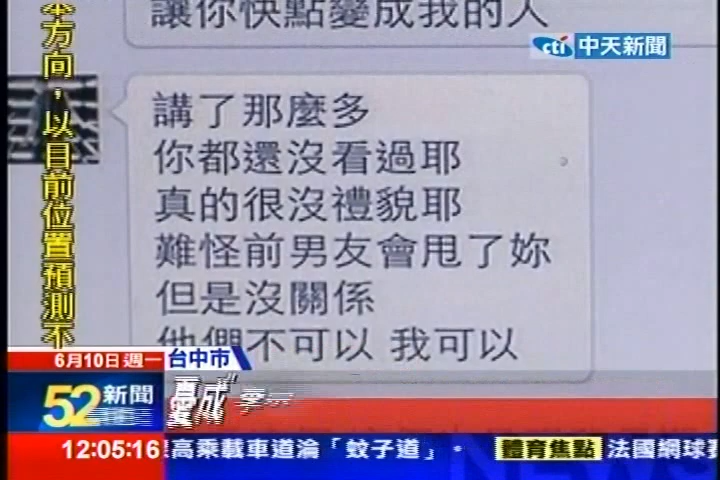 讓你快點變成我的人
cti 中天新聞
方向,以目前位置預測不
講了那麼多
你都還沒看過耶
真的很沒禮貌耶
難怪前男友會甩了妳
但是沒關係
他們不可以 我可以
6月10日週一 台中市
52 新聞
12:05:16
高乘載車道淪「蚊子道」。 體育焦點 法國網球